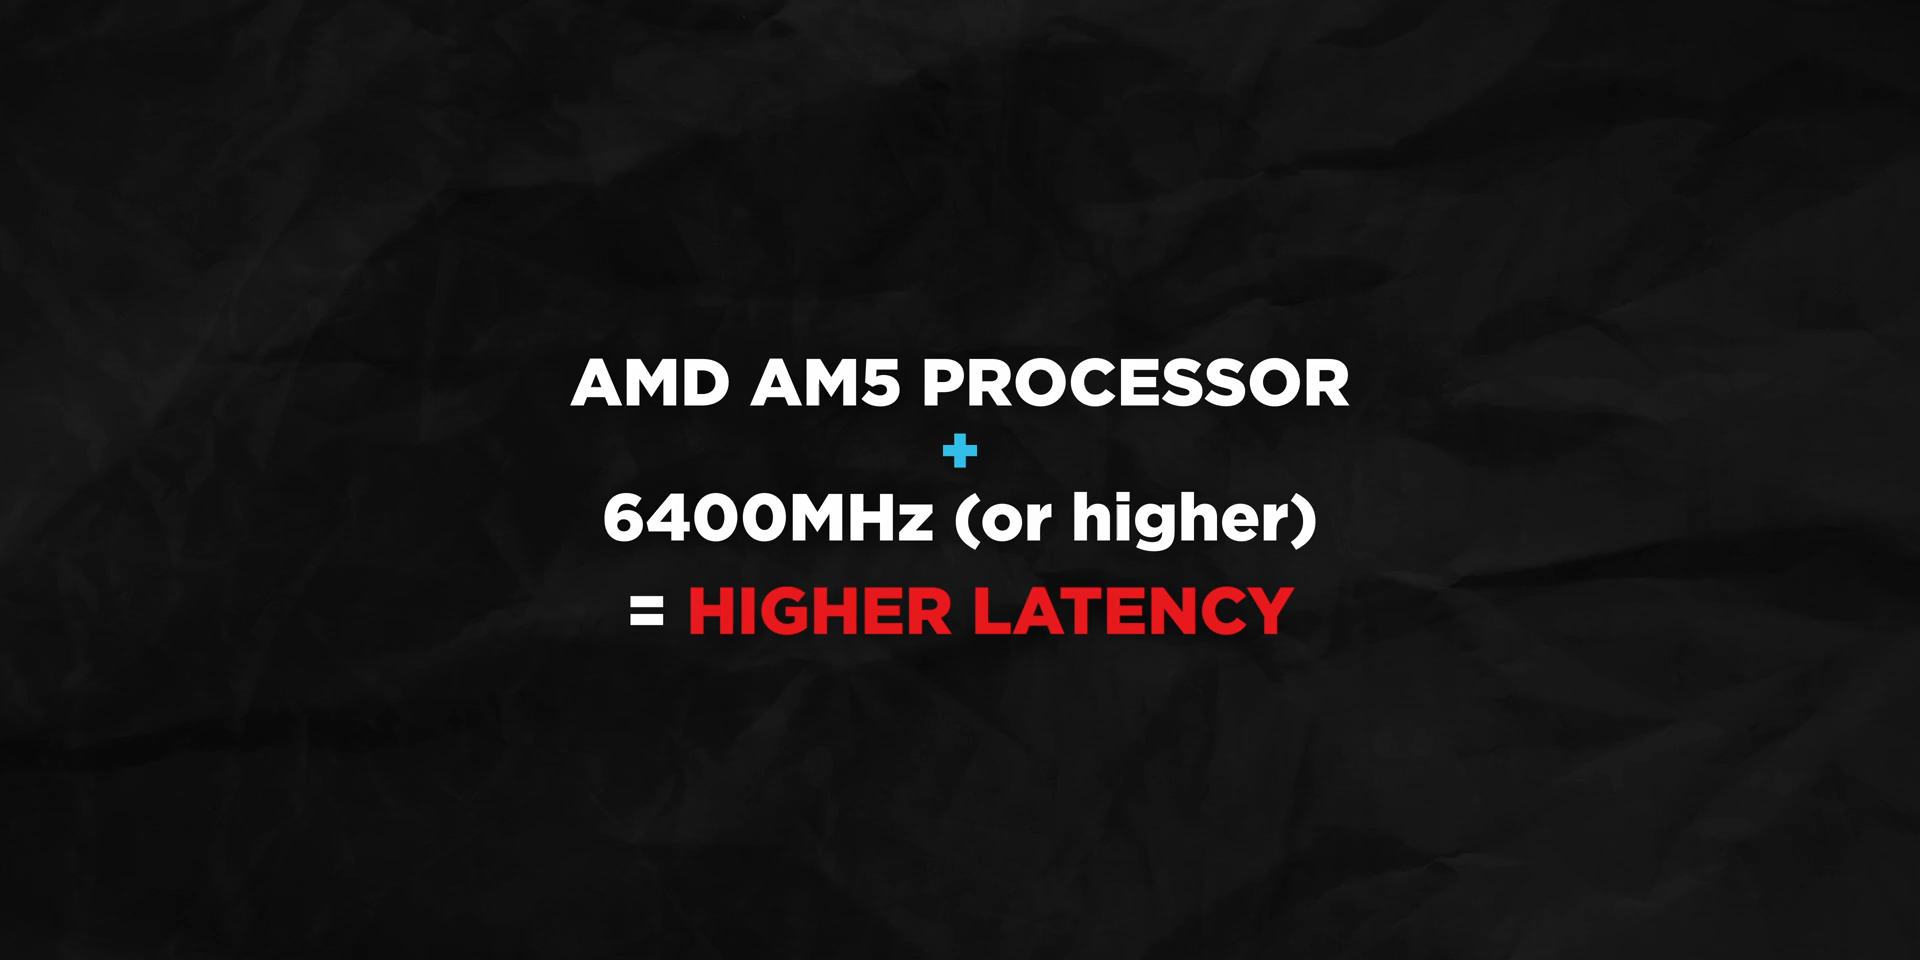 AMD AM5 PROCESSOR
+
6400MHz (or higher)
= HIGHER LATENCY